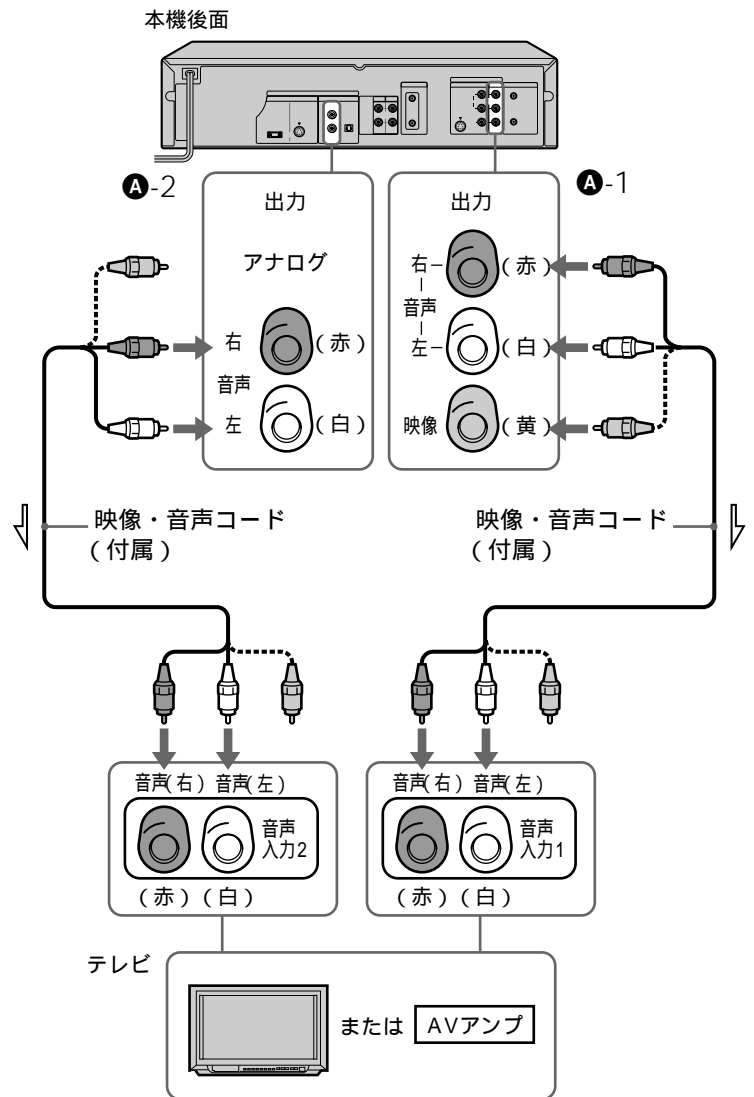 本機後面
A-2
A-1
出力
アナログ
右
(赤)
音声
左
(白)
出力
右
(赤)
音声
左
(白)
映像
(黄)
映像・音声コード
(付属)
映像・音声コード
(付属)
音声(右) 音声(左)
音声
入力2
(赤)(白)
音声(右) 音声(左)
音声
入力1
(赤)(白)
テレビ
または
AVアンプ